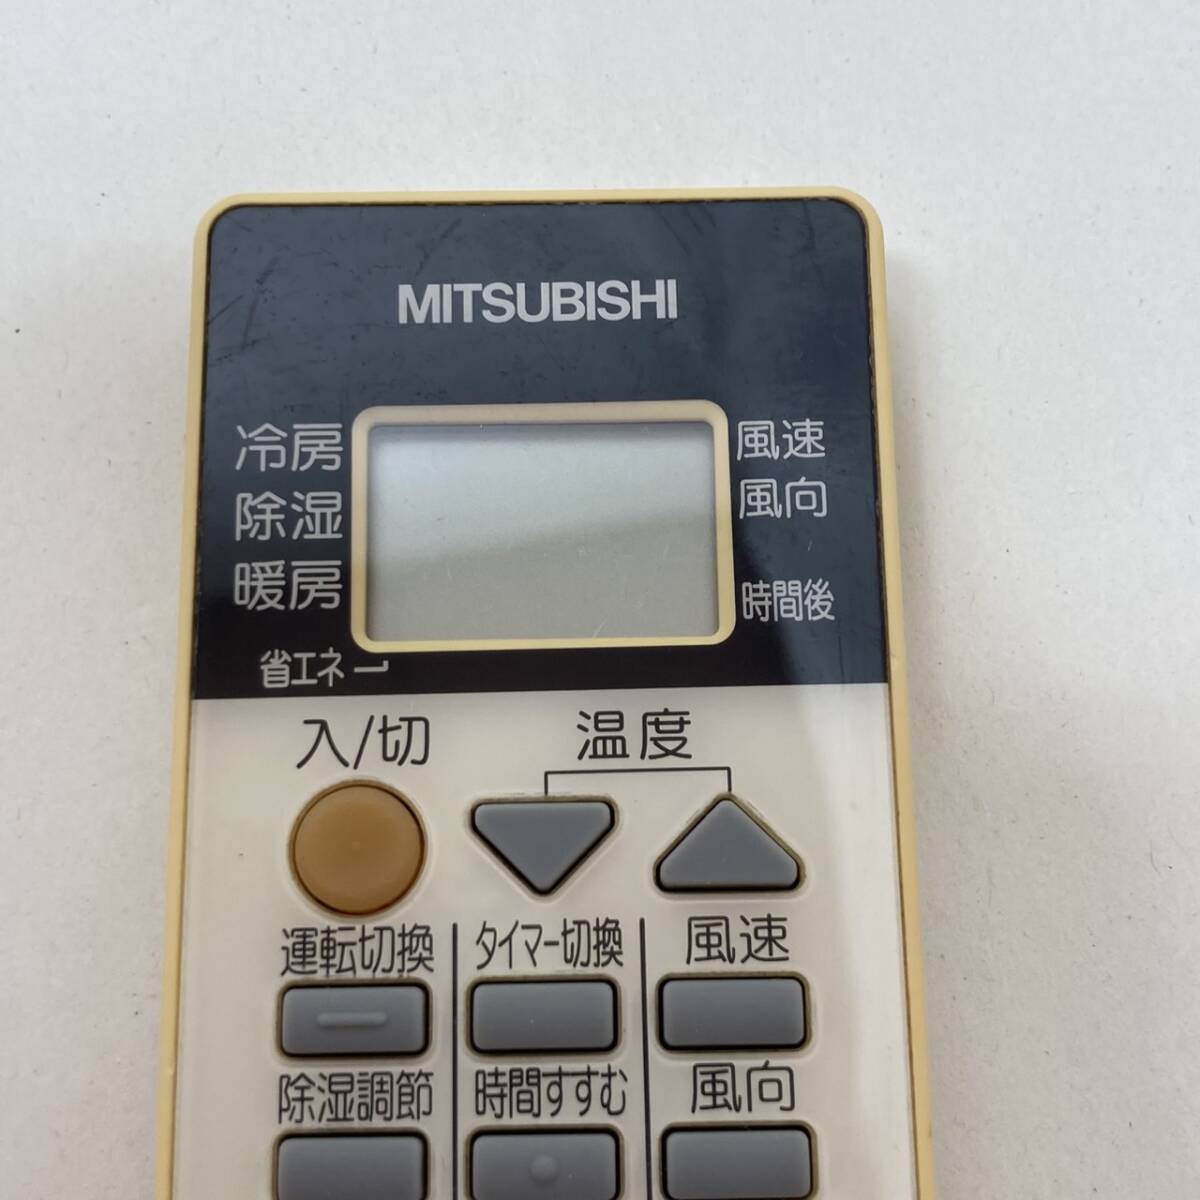 MITSUBISHI
冷房
除湿
暖房
省エネ
風速
風向
時間後
入/切
温度
運転切換
タイマー切換
風速
除湿調節
時間すすむ
風向